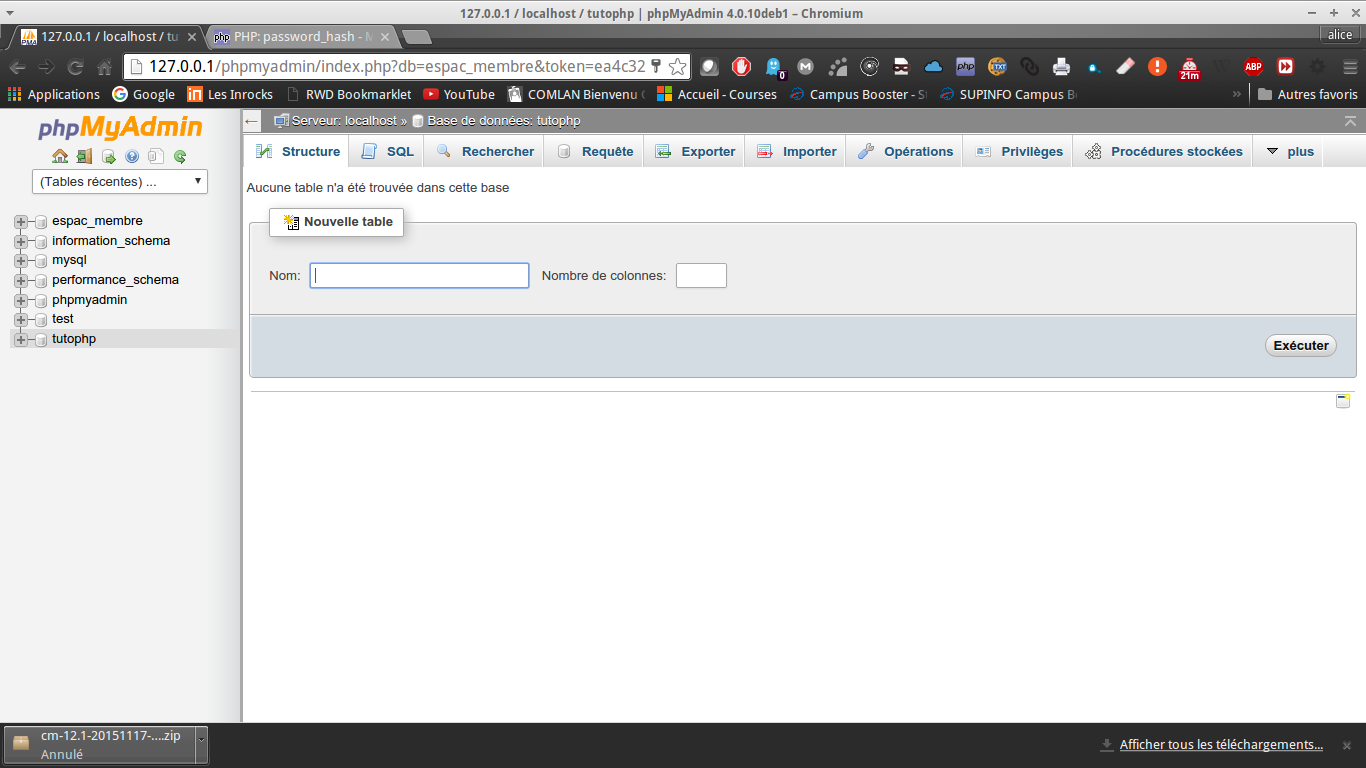 127.0.0.1 / localhost / tutophp | phpMyAdmin 4.0.10deb1 – Chromium
127.0.0.1 / localhost / tu
PHP: password_hash - M
alice
127.0.0.1/phpmyadmin/index.php?db=espac_membre&token=ea4c32
0
php
TXT
21m
ABP
Applications
Google
Les Inrocks
RWD Bookmarklet
YouTube
COMLAN Bienvenu
Accueil - Courses
Campus Booster - S
SUPINFO Campus B
»
Autres favoris
phpMyAdmin
(Tables récentes) ...
espac_membre
information_schema
mysql
performance_schema
phpmyadmin
test
tutophp
Serveur: localhost » Base de données: tutophp
Structure
SQL
Rechercher
Requête
Exporter
Importer
Opérations
Privilèges
Procédures stockées
plus
Aucune table n'a été trouvée dans cette base
Nouvelle table
Nom:
Nombre de colonnes:
Exécuter
cm-12.1-20151117-....zip
Annulé
Afficher tous les téléchargements...